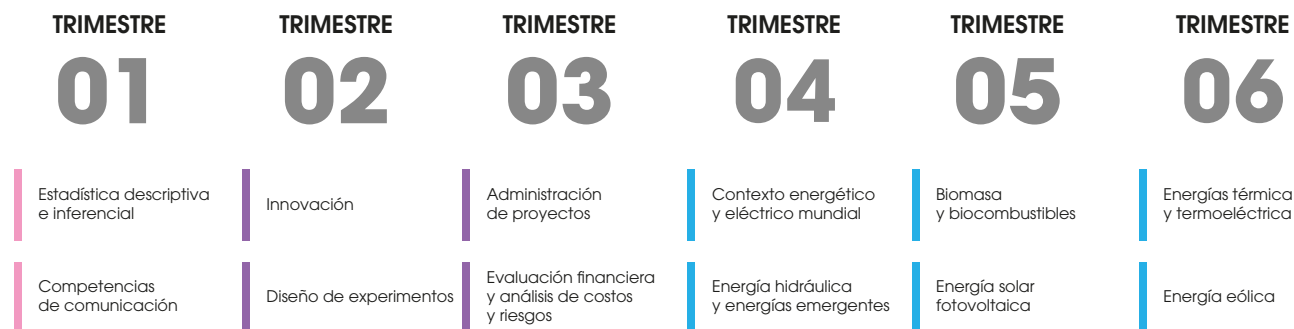 TRIMESTRE TRIMESTRE TRIMESTRE TRIMESTRE TRIMESTRE TRIMESTRE
01 02 03 04 05 06
Estadística descriptiva
e inferencial
Innovación
Administración
de proyectos
Contexto energético
y eléctrico mundial
Biomasa
y biocombustibles
Energías térmica
y termoeléctrica
Competencias
de comunicación
Diseño de experimentos
Evaluación financiera
y análisis de costos
y riesgos
Energía hidráulica
y energías emergentes
Energía solar
fotovoltaica
Energía eólica